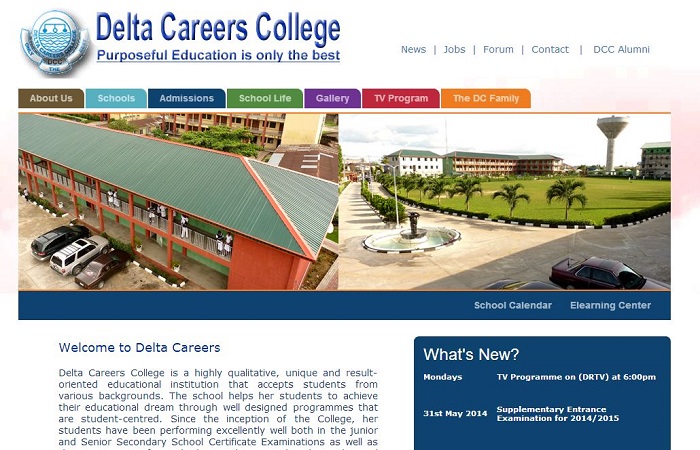 Delta Careers College
Purposeful Education is only the best
DCC
News | Jobs | Forum | Contact | DCC Alumni
About Us
Schools
Admissions
School Life
Gallery
TV Program
The DC Family
School Calendar
Elearning Center
Welcome to Delta Careers
Delta Careers College is a highly qualitative, unique and result-
oriented educational institution that accepts students from
various backgrounds. The school helps her students to achieve
their educational dream through well designed programmes that
are student-centred. Since the inception of the College, her
students have been performing excellently well both in the Junior
and Senior Secondary School Certificate Examinations as well as
What's New?
Mondays TV Programme on (DRTV) at 6:00pm
31st May 2014 Supplementary Entrance
Examination for 2014/2015